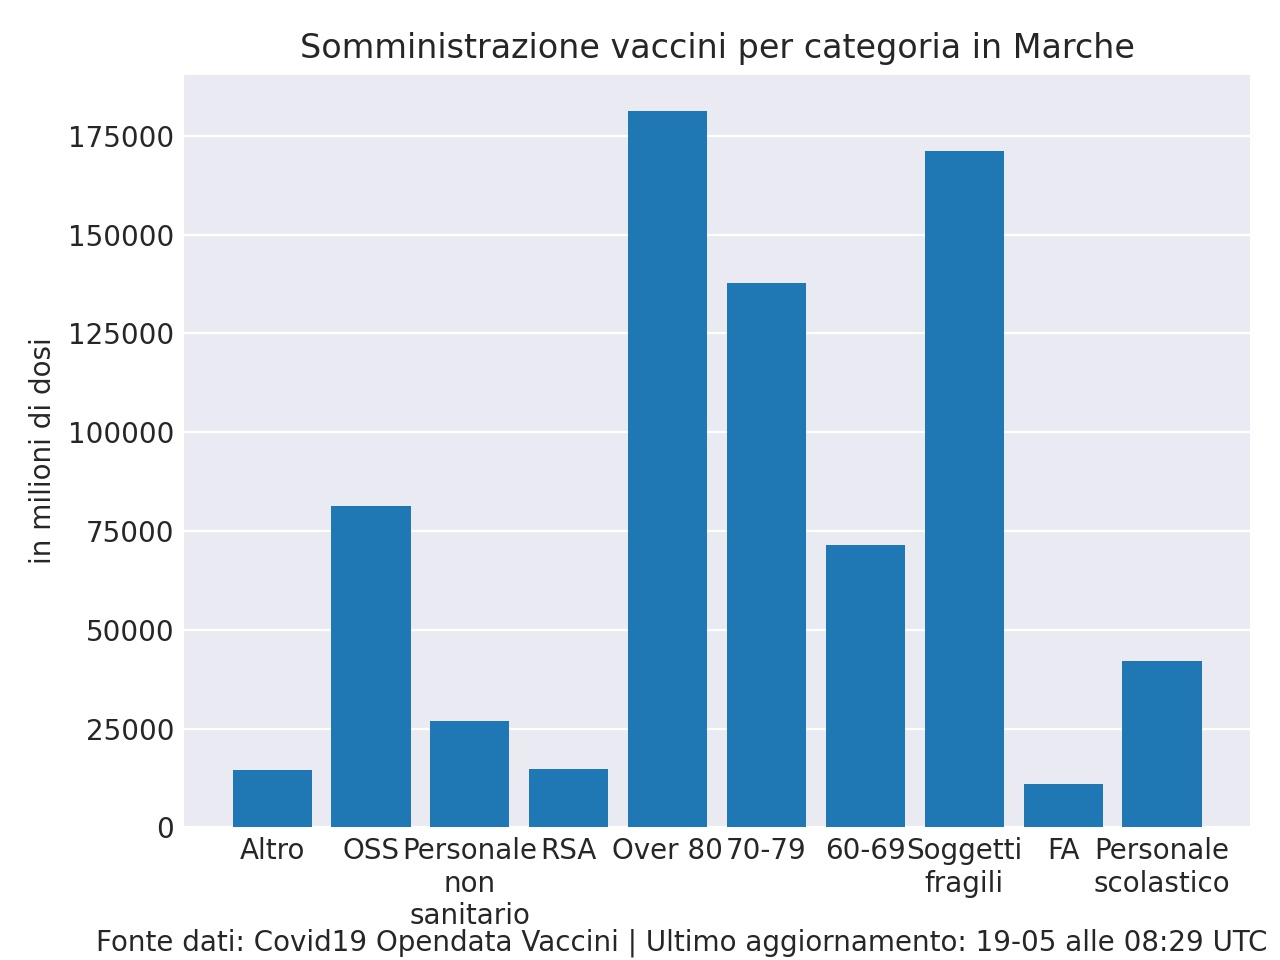 Somministrazione vaccini per categoria in Marche
in milioni di dosi
175000
150000
125000
100000
75000
50000
25000
0
Altro OSS Personale RSA Over 80 70-79 60-69 Soggetti FA Personale
non fragili scolastico
sanitario
Fonte dati: Covid19 Opendata Vaccini | Ultimo aggiornamento: 19-05 alle 08:29 UTC